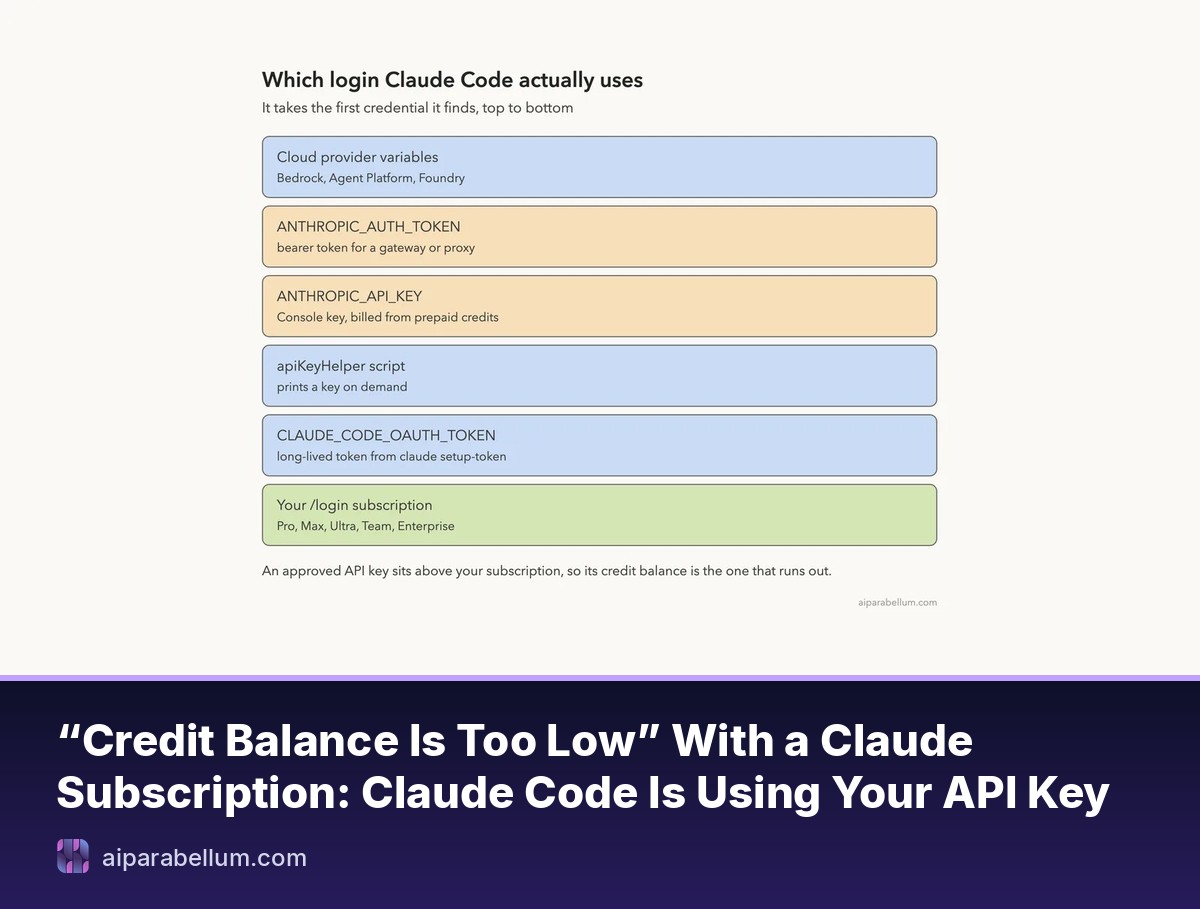 Which login Claude Code actually uses
It takes the first credential it finds, top to bottom
Cloud provider variables
Bedrock, Agent Platform, Foundry
ANTHROPIC_AUTH_TOKEN
bearer token for a gateway or proxy
ANTHROPIC_API_KEY
Console key, billed from prepaid credits
apiKeyHelper script
prints a key on demand
CLAUDE_CODE_OAUTH_TOKEN
long-lived token from claude setup-token
Your /login subscription
Pro, Max, Ultra, Team, Enterprise
An approved API key sits above your subscription, so its credit balance is the one that runs out.
aiparabellum.com
“Credit Balance Is Too Low” With a Claude
Subscription: Claude Code Is Using Your API Key
aiparabellum.com